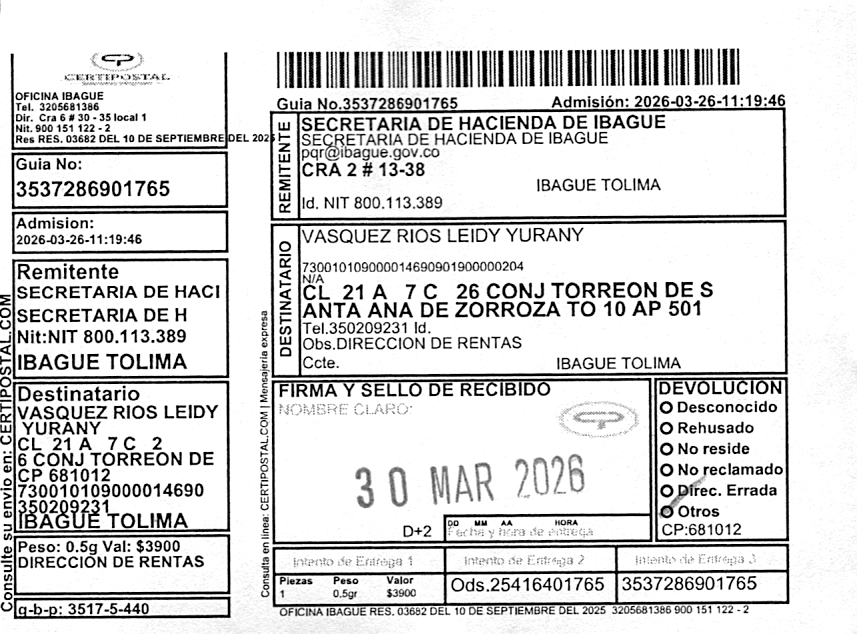 CERTIPOSTAL
OFICINA IBAGUE
Tel. 3205681386
Dir. Cra 6 # 30 - 35 local 1
Nit. 900 151 122 - 2
Res RES. 03682 DEL 10 DE SEPTIEMBRE DEL 2025
Guia No:
3537286901765
Admision:
2026-03-26-11:19:46
Remitente
SECRETARIA DE HACI
SECRETARIA DE H
Nit:NIT 800.113.389
IBAGUE TOLIMA
Destinatario
VASQUEZ RIOS LEIDY
YURANY
CL 21 A 7 C 2
6 CONJ TORREON DE
CP 681012
730010109000014690
350209231
IBAGUE TOLIMA
Peso: 0.5g Val: $3900
DIRECCION DE RENTAS
g-b-p: 3517-5-440
Consulte su envio en: CERTIPOSTAL.COM
Guia No.3537286901765 Admisión: 2026-03-26-11:19:46
REMITENTE
SECRETARIA DE HACIENDA DE IBAGUE
SECRETARIA DE HACIENDA DE IBAGUE
pqr@ibague.gov.co
CRA 2 # 13-38
IBAGUE TOLIMA
Id. NIT 800.113.389
DESTINATARIO
VASQUEZ RIOS LEIDY YURANY
730010109000014690901900000204
N/A
CL 21 A 7 C 26 CONJ TORREON DE S
ANTA ANA DE ZORROZA TO 10 AP 501
Tel.350209231 Id.
Obs.DIRECCION DE RENTAS
Ccte. IBAGUE TOLIMA
Consulta en linea: CERTIPOSTAL.COM | Mensajería expresa
FIRMA Y SELLO DE RECIBIDO
NOMBRE CLARO:
30 MAR 2026
D+2
DD MM AA HORA
Fecha y hora de entrega
DEVOLUCION
Desconocido
Rehusado
No reside
No reclamado
Direc. Errada
Otros
CP:681012
Intento de Entrega 1 Intento de Entrega 2 Intento de Entrega 3
Piezas Peso Valor
1 0.5gr $3900
Ods.25416401765 3537286901765
OFICINA IBAGUE RES. 03682 DEL 10 DE SEPTIEMBRE DEL 2025 3205681386 900 151 122 - 2